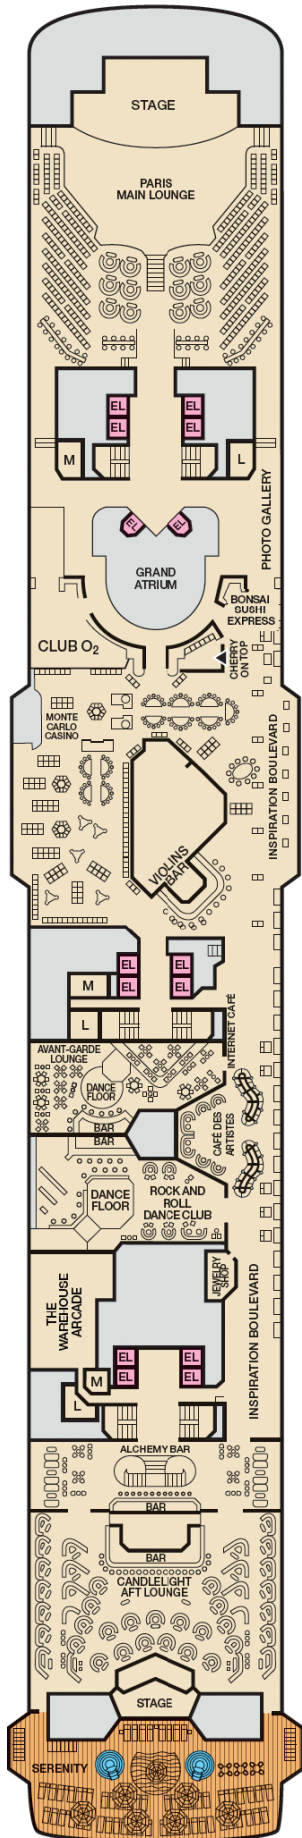 STAGE
PARIS
MAIN LOUNGE
EL
EL
EL
EL
M
L
PHOTO GALLERY
EL
EL
GRAND
ATRIUM
BONSAI
SUSHI
EXPRESS
CLUB O2
CHERRY
ON TOP
MONTE
CARLO
CASINO
INSPIRATION BOULEVARD
VIOLINS
BAR
EL
EL
EL
EL
M
L
INTERNET CAFÉ
AVANT-GARDE
LOUNGE
DANCE
FLOOR
BAR
BAR
CAFÉ DES
ARTISTES
DANCE
FLOOR
ROCK AND
ROLL
DANCE CLUB
JEWELRY
SHOP
THE
WAREHOUSE
ARCADE
INSPIRATION BOULEVARD
EL
EL
EL
EL
M
L
ALCHEMY BAR
BAR
BAR
CANDLELIGHT
AFT LOUNGE
STAGE
SERENITY